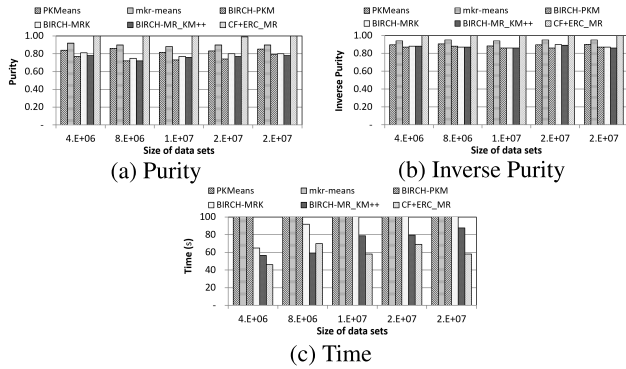 PKMeans mkr-means BIRCH-PKM
BIRCH-MRK BIRCH-MR_KM++ CF+ERC_MR
Purity
1.00
0.80
0.60
0.40
0.20
-
4.E+06 8.E+06 1.E+07 2.E+07 2.E+07
Size of data sets
(a) Purity
PKMeans mkr-means BIRCH-PKM
BIRCH-MRK BIRCH-MR_KM++ CF+ERC_MR
Inverse Purity
1.00
0.80
0.60
0.40
0.20
-
4.E+06 8.E+06 1.E+07 2.E+07 2.E+07
Size of data sets
(b) Inverse Purity
PKMeans mkr-means BIRCH-PKM
BIRCH-MRK BIRCH-MR_KM++ CF+ERC_MR
Time (s)
100
80
60
40
20
-
4.E+06 8.E+06 1.E+07 2.E+07 2.E+07
Size of data sets
(c) Time